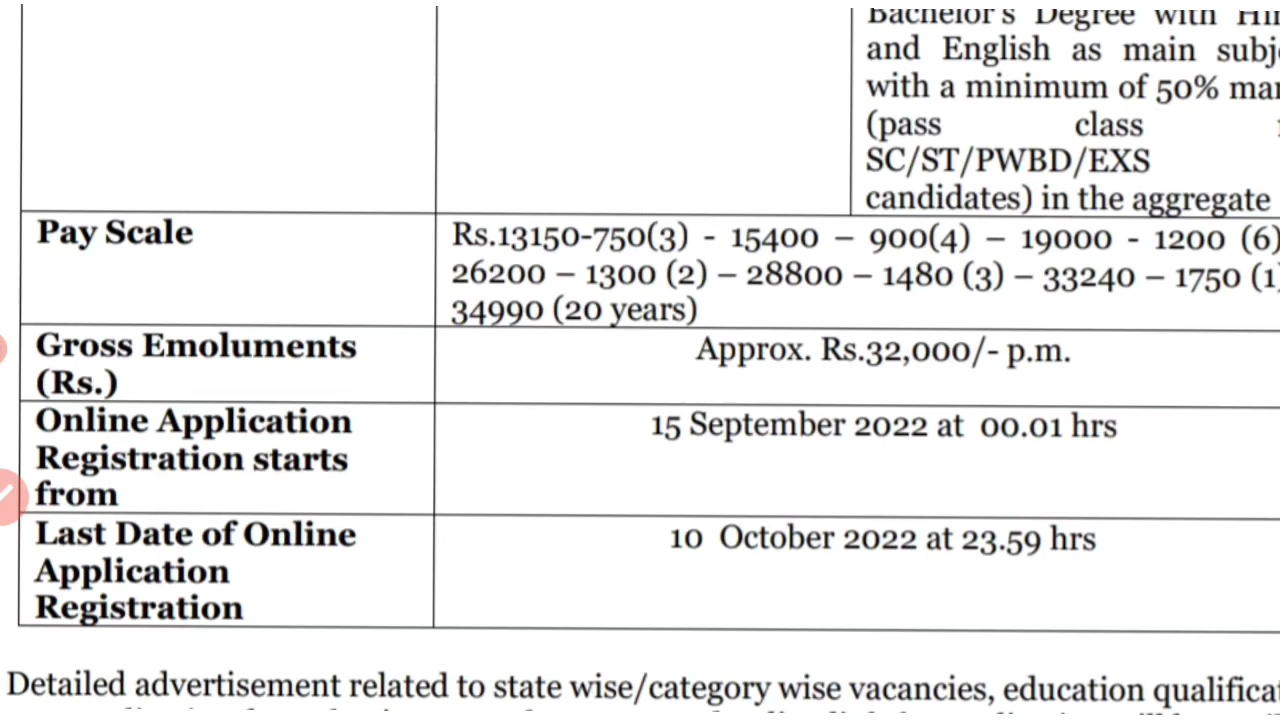 Bachelor's Degree with
and English as main
with a minimum of 50%
(pass class
SC/ST/PWBD/EXS
candidates) in the aggregate
Pay Scale
Rs.13150-750(3) - 15400 – 900(4) – 19000 - 1200 (6)
26200 – 1300 (2) – 28800 – 1480 (3) – 33240 – 1750 (1)
34990 (20 years)
Gross Emoluments
(Rs.)
Approx. Rs.32,000/- p.m.
Online Application
Registration starts
from
15 September 2022 at 00.01 hrs
Last Date of Online
Application
Registration
10 October 2022 at 23.59 hrs
Detailed advertisement related to state wise/category wise vacancies, education